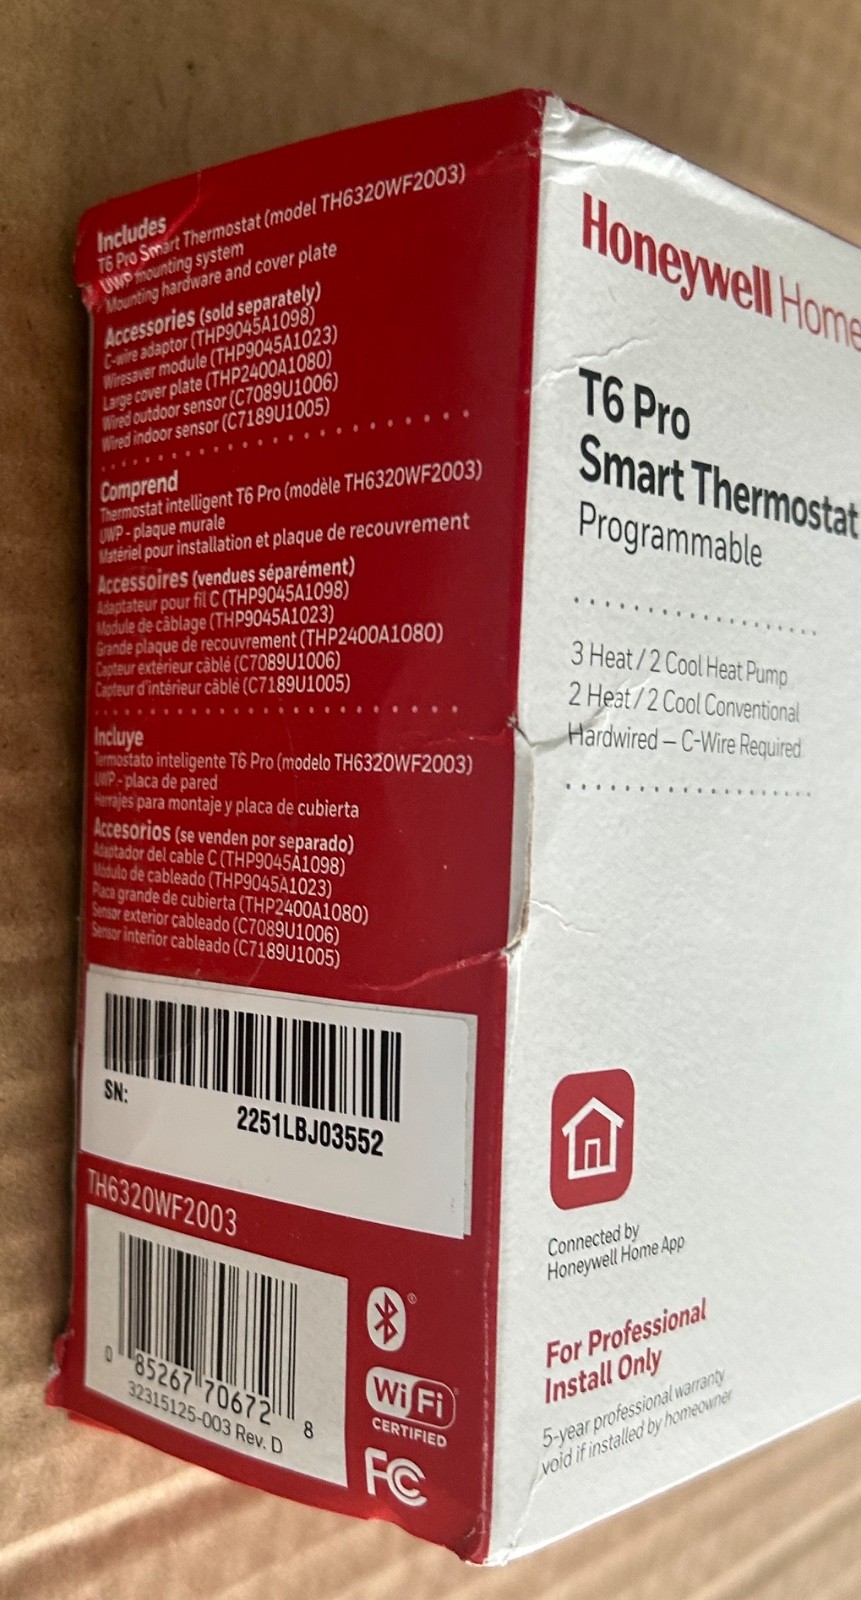 Includes
T6 Pro Smart Thermostat (model TH6320WF2003)
UWP mounting system
Mounting hardware and cover plate
Accessories (sold separately)
C-wire adaptor (THP9045A1098)
Wiresaver module (THP9045A1023)
Large cover plate (THP2400A1080)
Wired outdoor sensor (C7089U1006)
Wired indoor sensor (C7189U1005)
Comprend
Thermostat intelligent T6 Pro (modèle TH6320WF2003)
UWP - plaque murale
Matériel pour installation et plaque de recouvrement
Accessoires (vendues séparément)
Adaptateur pour fil C (THP9045A1098)
Module de câblage (THP9045A1023)
Grande plaque de recouvrement (THP2400A1080)
Capteur extérieur câblé (C7089U1006)
Capteur d'intérieur câblé (C7189U1005)
Incluye
Termostato inteligente T6 Pro (modelo TH6320WF2003)
UWP - placa de pared
Herrajes para montaje y placa de cubierta
Accesorios (se venden por separado)
Adaptador del cable C (THP9045A1098)
Módulo de cableado (THP9045A1023)
Placa grande de cubierta (THP2400A1080)
Sensor exterior cableado (C7089U1006)
Sensor interior cableado (C7189U1005)
SN:
2251LBJ03552
TH6320WF2003
0 85267 70672 8
32315125-003 Rev. D
®
WiFi
CERTIFIED
FC
Honeywell Home
T6 Pro
Smart Thermostat
Programmable
3 Heat / 2 Cool Heat Pump
2 Heat / 2 Cool Conventional
Hardwired – C-Wire Required
Connected by
Honeywell Home App
For Professional
Install Only
5-year professional warranty
void if installed by homeowner